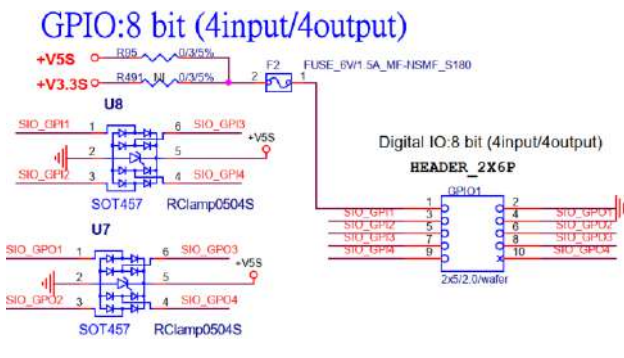 GPIO:8 bit (4input/4output)
+V5S R95 0/3/5%
F2 FUSE_6V/1.5A_MF-NSMF_S180
+V3.3S R491 NI 0/3/5% 2 1
U8
SIO_GPI1 1 6 SIO_GPI3
+V5S
2 5
SIO_GPI2 3 4 SIO_GPI4
SOT457 RClamp0504S
U7
SIO_GPO1 1 6 SIO_GPO3
+V5S
2 5
SIO_GPO2 3 4 SIO_GPO4
SOT457 RClamp0504S
Digital IO:8 bit (4input/4output)
HEADER_2X6P
GPIO1
1 2
SIO_GPI1 3 4 SIO_GPO1
SIO_GPI2 5 6 SIO_GPO2
SIO_GPI3 7 8 SIO_GPO3
SIO_GPI4 9 10 SIO_GPO4
2x5/2.0/wafer